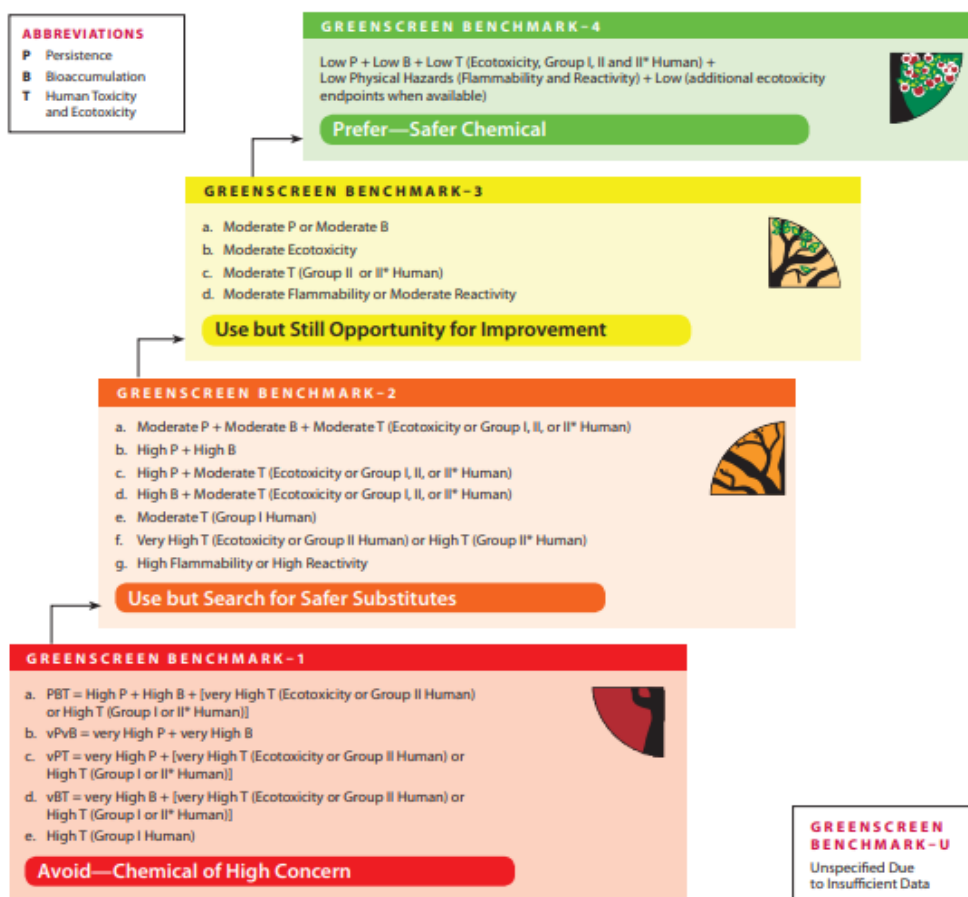 ABBREVIATIONS
P Persistence
B Bioaccumulation
T Human Toxicity
and Ecotoxicity
GREENSCREEN BENCHMARK–4
Low P + Low B + Low T (Ecotoxicity, Group I, II and II* Human) +
Low Physical Hazards (Flammability and Reactivity) + Low (additional ecotoxicity
endpoints when available)
Prefer—Safer Chemical
GREENSCREEN BENCHMARK–3
a. Moderate P or Moderate B
b. Moderate Ecotoxicity
c. Moderate T (Group II or II* Human)
d. Moderate Flammability or Moderate Reactivity
Use but Still Opportunity for Improvement
GREENSCREEN BENCHMARK–2
a. Moderate P + Moderate B + Moderate T (Ecotoxicity or Group I, II, or II* Human)
b. High P + High B
c. High P + Moderate T (Ecotoxicity or Group I, II, or II* Human)
d. High B + Moderate T (Ecotoxicity or Group I, II, or II* Human)
e. Moderate T (Group I Human)
f. Very High T (Ecotoxicity or Group II Human) or High T (Group II* Human)
g. High Flammability or High Reactivity
Use but Search for Safer Substitutes
GREENSCREEN BENCHMARK–1
a. PBT = High P + High B + [very High T (Ecotoxicity or Group II Human)
or High T (Group I or II* Human)]
b. vPvB = very High P + very High B
c. vPT = very High P + [very High T (Ecotoxicity or Group II Human) or
High T (Group I or II* Human)]
d. vBT = very High B + [very High T (Ecotoxicity or Group II Human) or
High T (Group I or II* Human)]
e. High T (Group I Human)
Avoid—Chemical of High Concern
GREENSCREEN
BENCHMARK–U
Unspecified Due
to Insufficient Data